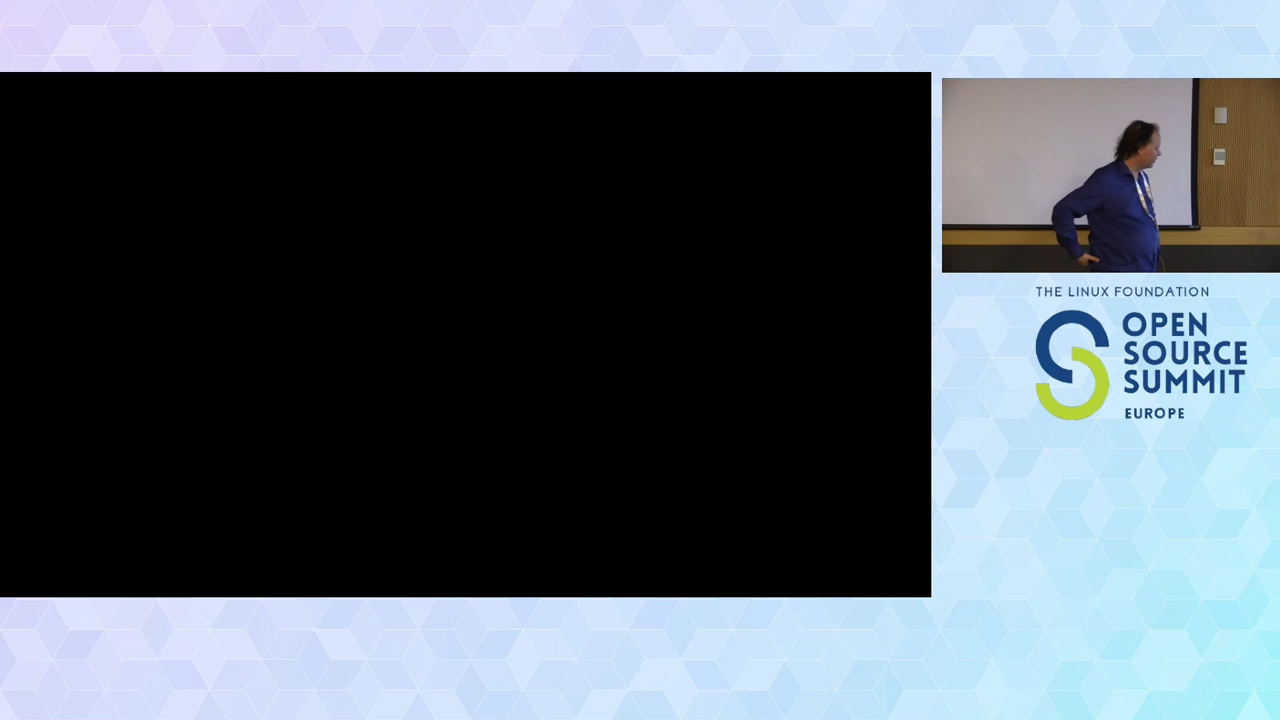 THE LINUX FOUNDATION
OPEN
SOURCE
SUMMIT
EUROPE